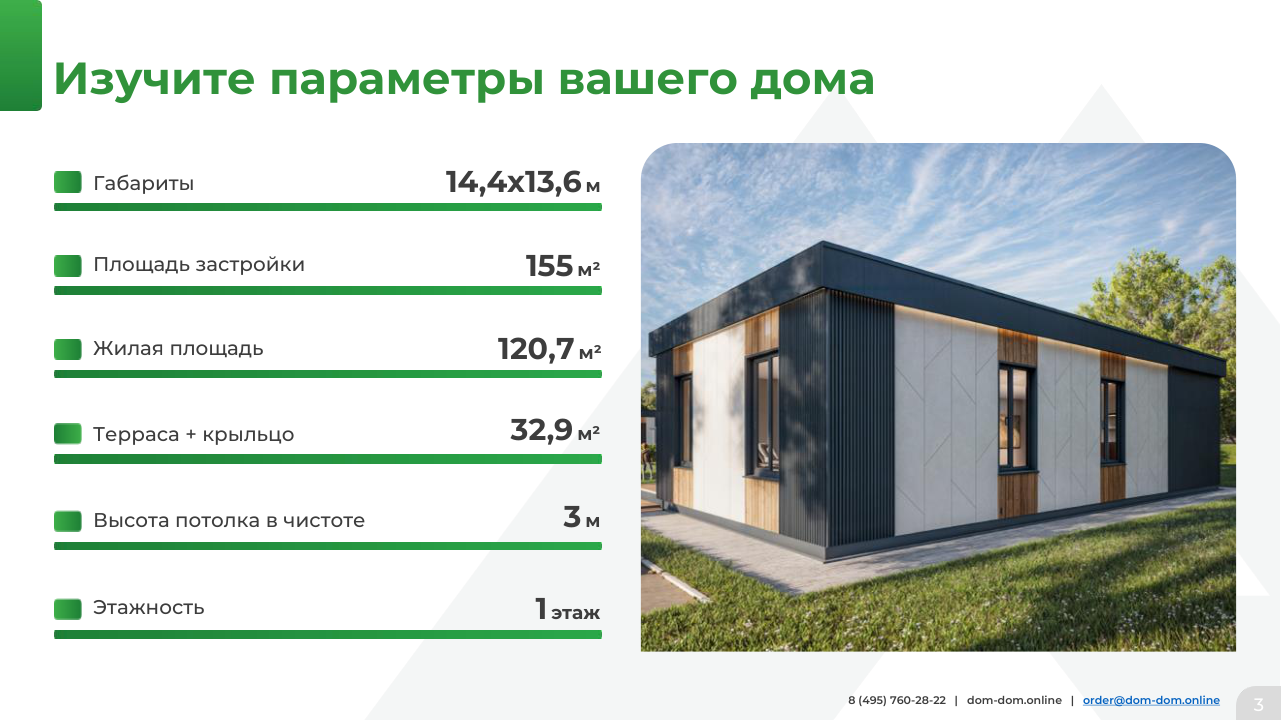 Изучите параметры вашего дома
Габариты 14,4х13,6 м
Площадь застройки 155 м²
Жилая площадь 120,7 м²
Терраса + крыльцо 32,9 м²
Высота потолка в чистоте 3 м
Этажность 1 этаж
8 (495) 760-28-22 | dom-dom.online | order@dom-dom.online 3